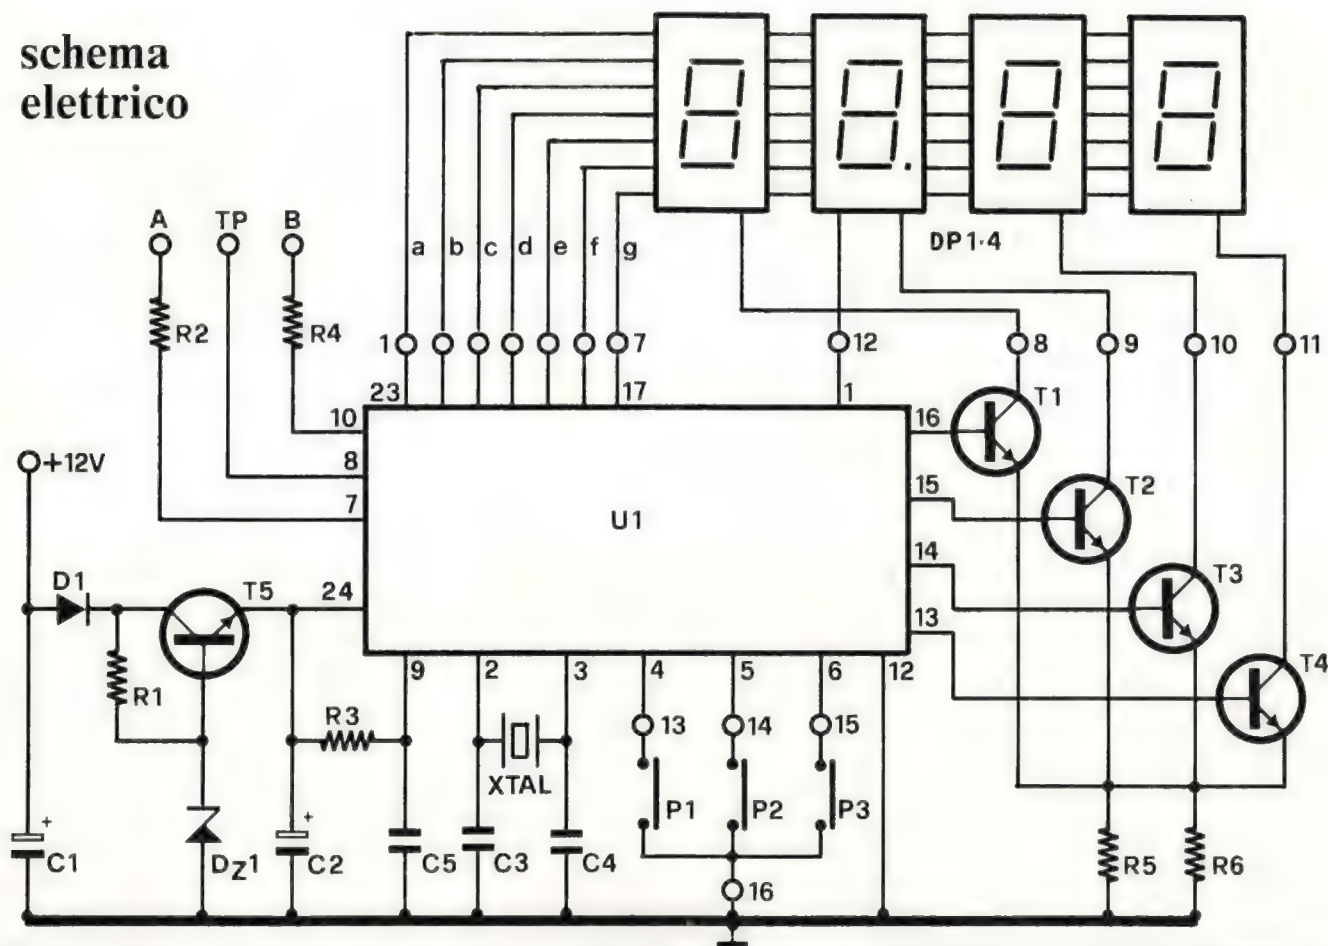 schema
elettrico
A TP B
a b c d e f g
DP1·4
R2 R4
1 7 12 8 9 10 11
23 17 1
10 16 T1
+12V
8
7
U1
15 T2
14 T3
13 T4
D1 T5 24
9 2 3 4 5 6 12
R1 R3
13 14 15
XTAL
P1 P2 P3
+ +
C1 DZ1 C2 C5 C3 C4
R5 R6
16